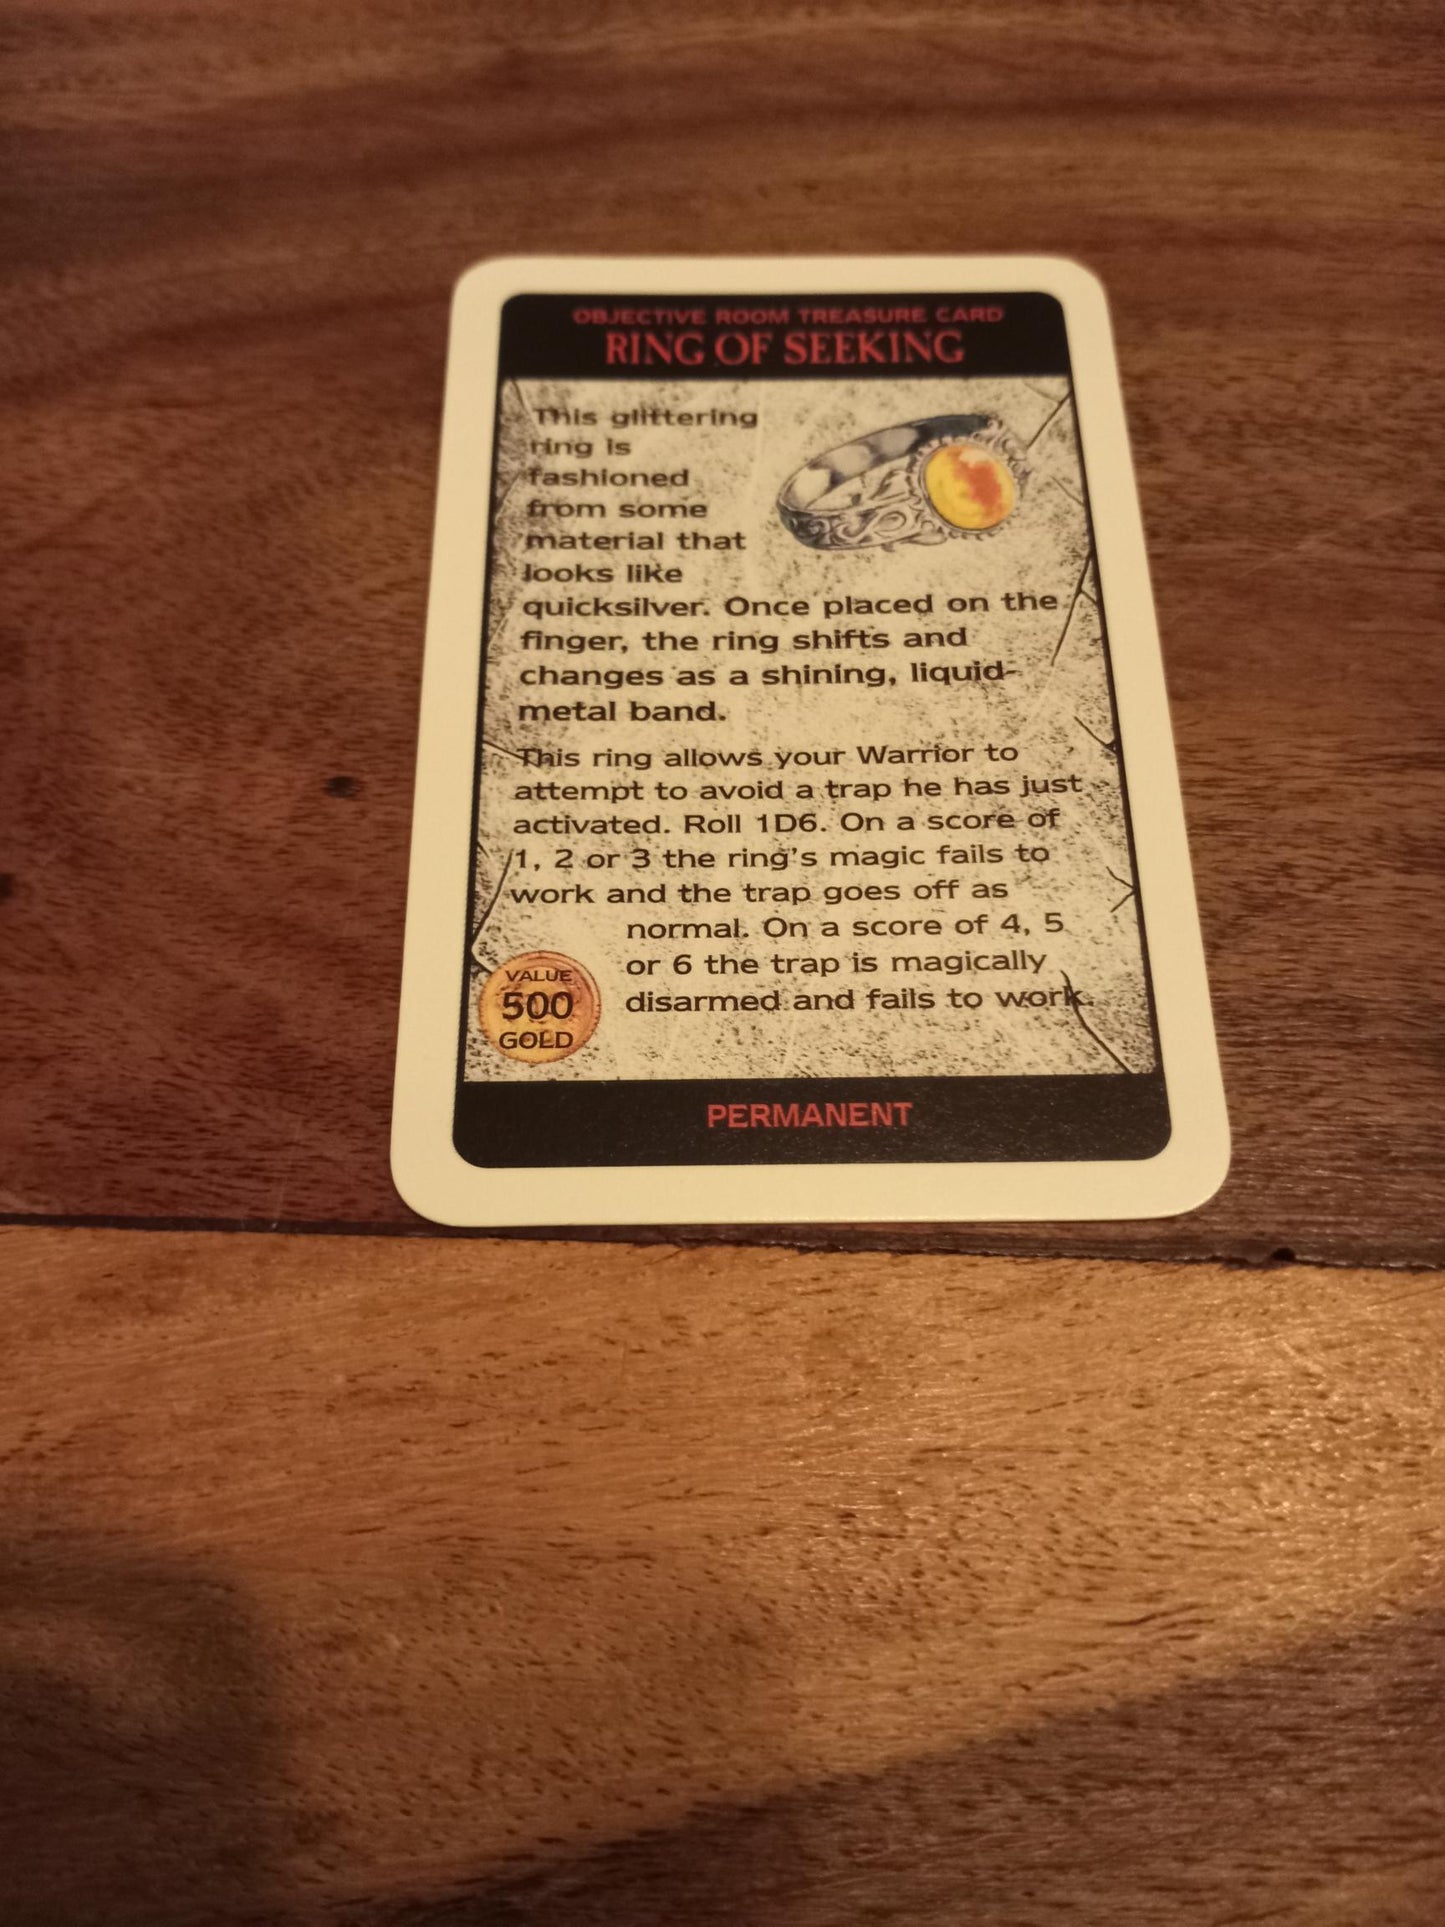 OBJECTIVE ROOM TREASURE CARD
RING OF SEEKING
This glittering
ring is
fashioned
from some
material that
looks like
quicksilver. Once placed on the
finger, the ring shifts and
changes as a shining, liquid-
metal band.
This ring allows your Warrior to
attempt to avoid a trap he has just
activated. Roll 1D6. On a score of
1, 2 or 3 the ring's magic fails to
work and the trap goes off as
normal. On a score of 4, 5
or 6 the trap is magically
disarmed and fails to work.
VALUE
500
GOLD
PERMANENT